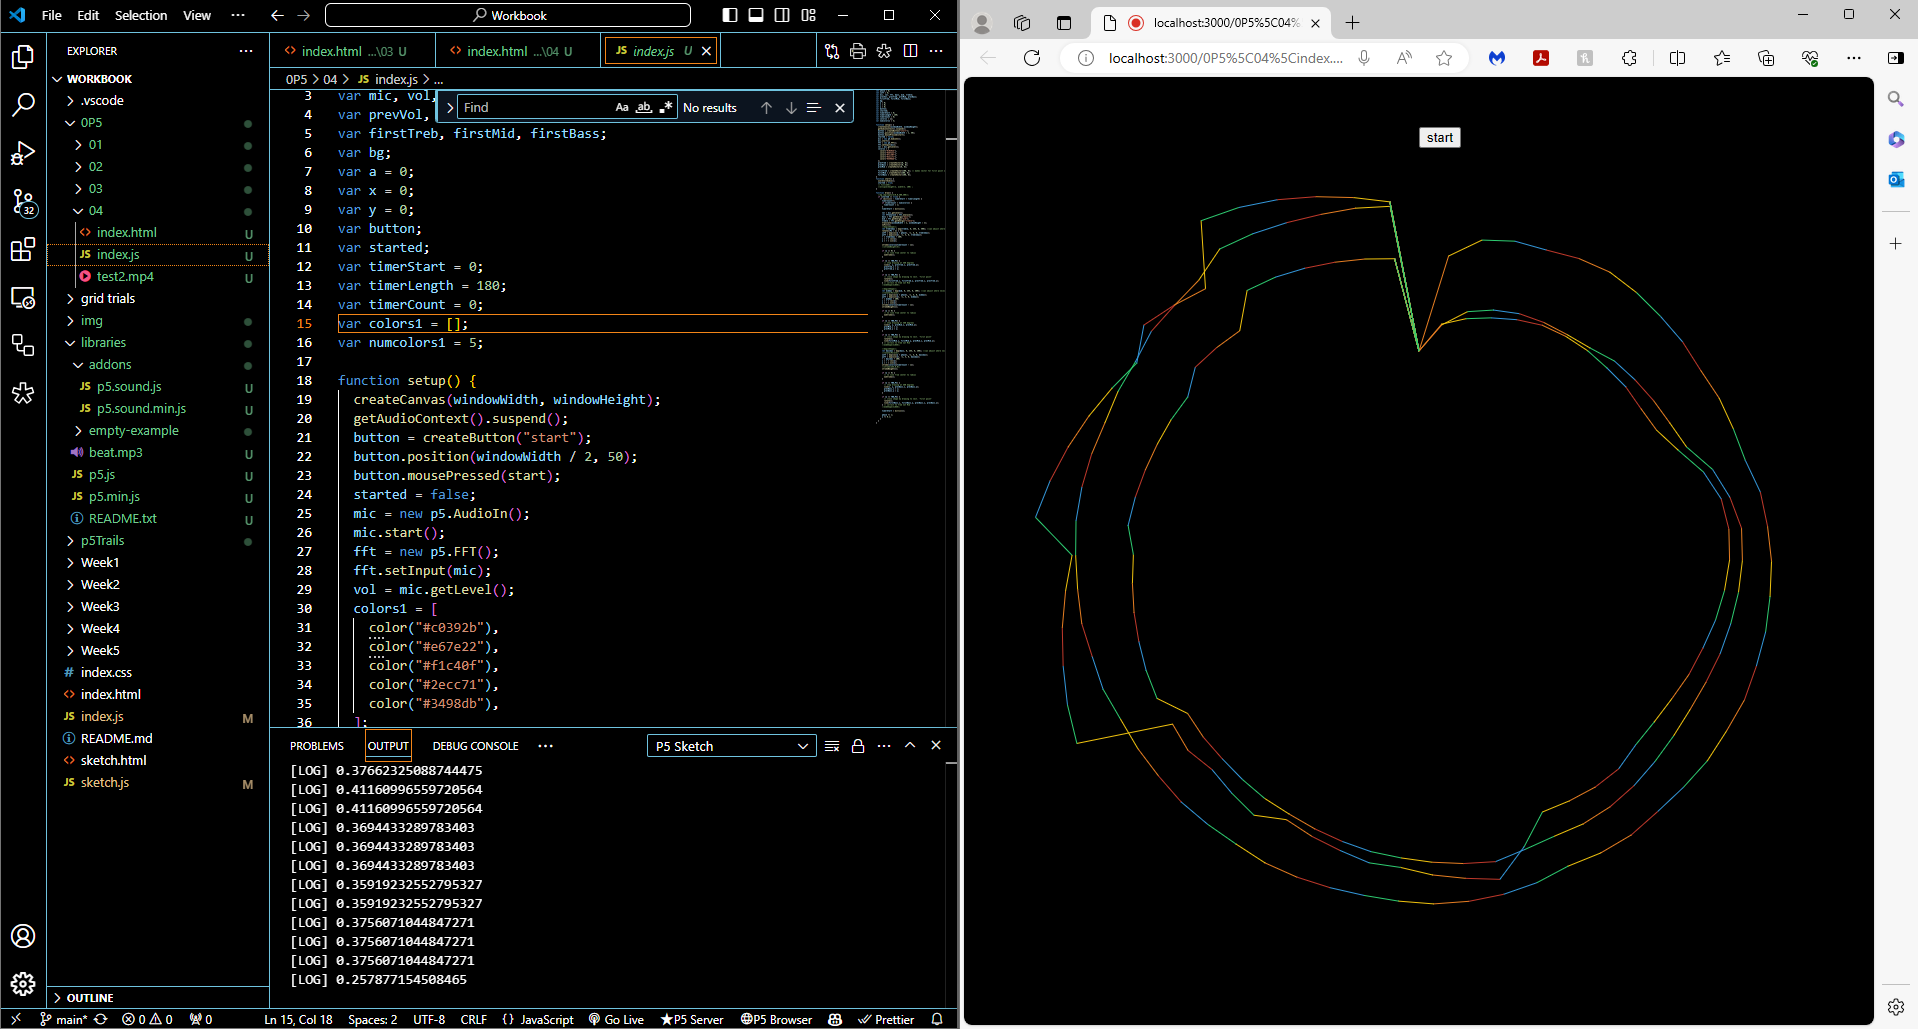 File Edit Selection View ··· Workbook
EXPLORER ···
WORKBOOK
.vscode
0P5
01
02
03
04
index.html U
index.js U
test2.mp4 U
grid trials
img
libraries
addons
p5.sound.js U
p5.sound.min.js U
empty-example
beat.mp3 U
p5.js U
p5.min.js U
README.txt U
p5Trails
Week1
Week2
Week3
Week4
Week5
index.css
index.html
index.js M
README.md
sketch.html
sketch.js M
OUTLINE
32
index.html ...\03 U index.html ...\04 U index.js U
0P5 > 04 > JS index.js > ...
Find Aa ab No results
3 var mic, vol,
4 var prevVol,
5 var firstTreb, firstMid, firstBass;
6 var bg;
7 var a = 0;
8 var x = 0;
9 var y = 0;
10 var button;
11 var started;
12 var timerStart = 0;
13 var timerLength = 180;
14 var timerCount = 0;
15 var colors1 = [];
16 var numcolors1 = 5;
17
18 function setup() {
19 createCanvas(windowWidth, windowHeight);
20 getAudioContext().suspend();
21 button = createButton("start");
22 button.position(windowWidth / 2, 50);
23 button.mousePressed(start);
24 started = false;
25 mic = new p5.AudioIn();
26 mic.start();
27 fft = new p5.FFT();
28 fft.setInput(mic);
29 vol = mic.getLevel();
30 colors1 = [
31 color("#c0392b"),
32 color("#e67e22"),
33 color("#f1c40f"),
34 color("#2ecc71"),
35 color("#3498db"),
36 ];
PROBLEMS OUTPUT DEBUG CONSOLE ··· P5 Sketch
[LOG] 0.37662325088744475
[LOG] 0.41160996559720564
[LOG] 0.41160996559720564
[LOG] 0.3694433289783403
[LOG] 0.3694433289783403
[LOG] 0.3694433289783403
[LOG] 0.35919232552795327
[LOG] 0.35919232552795327
[LOG] 0.3756071044847271
[LOG] 0.3756071044847271
[LOG] 0.3756071044847271
[LOG] 0.257877154508465
main* 0 0 0 Ln 15, Col 18 Spaces: 2 UTF-8 CRLF {} JavaScript Go Live P5 Server P5 Browser Prettier
localhost:3000/0P5%5C04%
localhost:3000/0P5%5C04%5Cindex....
start